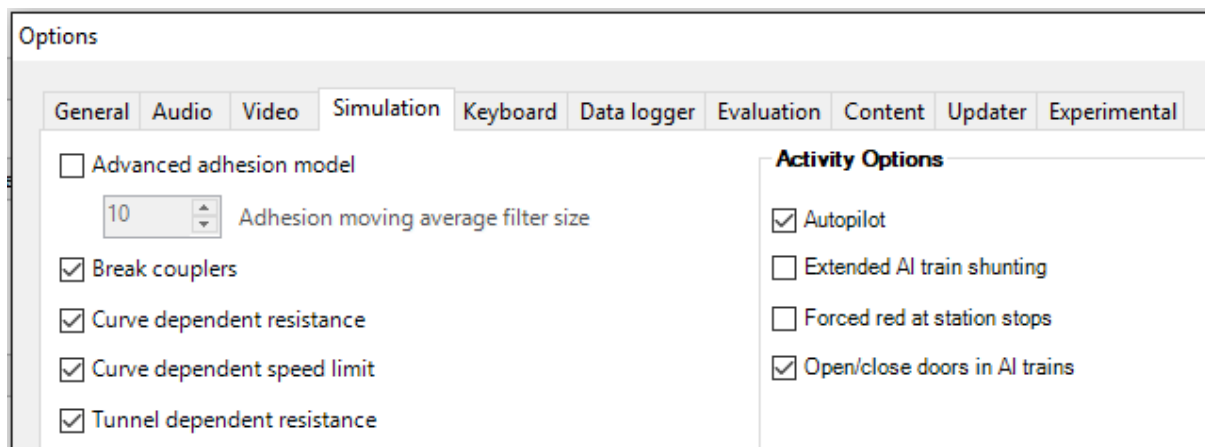 Options
General Audio Video Simulation Keyboard Data logger Evaluation Content Updater Experimental
Advanced adhesion model
10 Adhesion moving average filter size
Break couplers
Curve dependent resistance
Curve dependent speed limit
Tunnel dependent resistance
Activity Options
Autopilot
Extended AI train shunting
Forced red at station stops
Open/close doors in AI trains